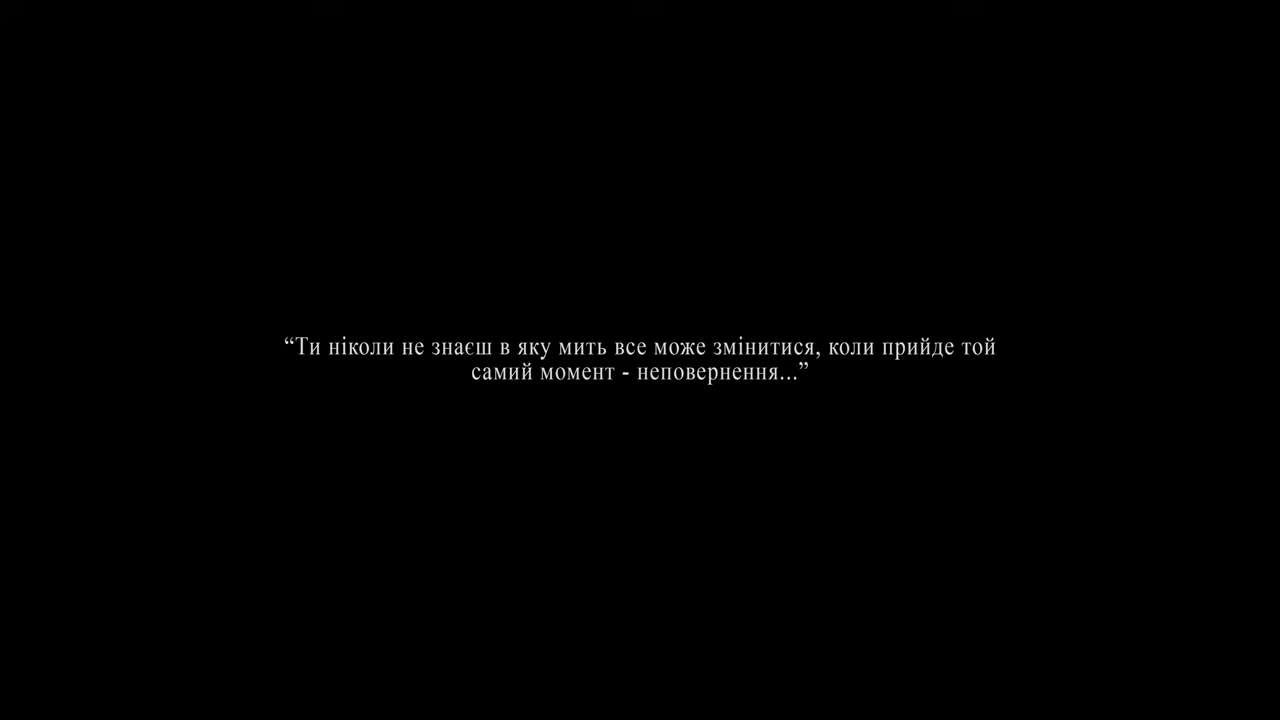 “Ти ніколи не знаєш в яку мить все може змінитися, коли прийде той
самий момент - неповернення...”